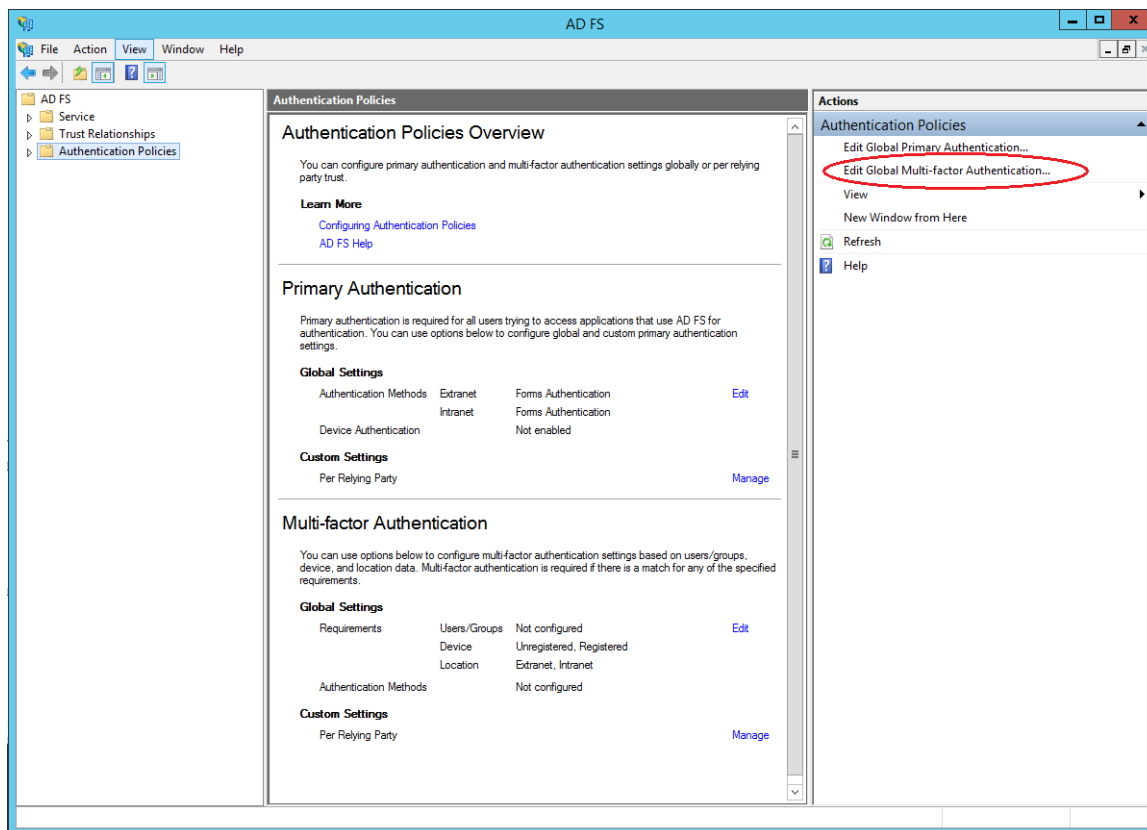 AD FS
File Action View Window Help
AD FS
Service
Trust Relationships
Authentication Policies
Authentication Policies
Authentication Policies Overview
You can configure primary authentication and multi-factor authentication settings globally or per relying
party trust.
Learn More
Configuring Authentication Policies
AD FS Help
Primary Authentication
Primary authentication is required for all users trying to access applications that use AD FS for
authentication. You can use options below to configure global and custom primary authentication
settings.
Global Settings
Authentication Methods Extranet Forms Authentication Edit
Intranet Forms Authentication
Device Authentication Not enabled
Custom Settings
Per Relying Party Manage
Multi-factor Authentication
You can use options below to configure multi-factor authentication settings based on users/groups,
device, and location data. Multi-factor authentication is required if there is a match for any of the specified
requirements.
Global Settings
Requirements Users/Groups Not configured Edit
Device Unregistered, Registered
Location Extranet, Intranet
Authentication Methods Not configured
Custom Settings
Per Relying Party Manage
Actions
Authentication Policies
Edit Global Primary Authentication...
Edit Global Multi-factor Authentication...
View
New Window from Here
Refresh
Help